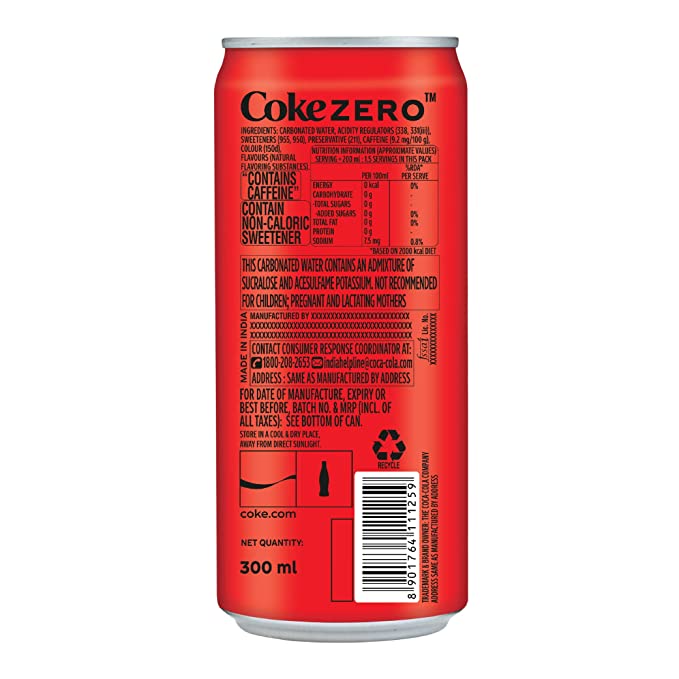 CokeZERO™
INGREDIENTS: CARBONATED WATER, ACIDITY REGULATORS (338, 331(iii)),
SWEETENERS (955, 950), PRESERVATIVE (211), CAFFEINE (9.2 mg/100 g),
COLOUR (150d).
FLAVOURS (NATURAL
FLAVORING SUBSTANCES).
"CONTAINS
CAFFEINE"
CONTAIN
NON-CALORIC
SWEETENER
NUTRITION INFORMATION (APPROXIMATE VALUES)
SERVING - 200 ml : 1.5 SERVINGS IN THIS PACK
PER 100ml %RDA* PER SERVE
ENERGY 0 kcal 0%
CARBOHYDRATE 0 g -
-TOTAL SUGARS 0 g -
-ADDED SUGARS 0 g 0%
TOTAL FAT 0 g 0%
PROTEIN 0 g -
SODIUM 7.5 mg 0.8%
*BASED ON 2000 kcal DIET
THIS CARBONATED WATER CONTAINS AN ADMIXTURE OF
SUCRALOSE AND ACESULFAME POTASSIUM. NOT RECOMMENDED
FOR CHILDREN; PREGNANT AND LACTATING MOTHERS
MADE IN INDIA
MANUFACTURED BY XXXXXXXXXXXXXXXXXXXXXXXX
XXXXXXXXXXXXXXXXXXXXXXXXXXXXXXXXXXXXXXX
XXXXXXXXXXXXXXXXXXXXXXXXXXXXXXXXXXXXXXX
fssai Lic. No.
XXXXXXXXXXXXXX
CONTACT CONSUMER RESPONSE COORDINATOR AT:
1800-208-2653 indiahelpline@coca-cola.com
ADDRESS : SAME AS MANUFACTURED BY ADDRESS
FOR DATE OF MANUFACTURE, EXPIRY OR
BEST BEFORE, BATCH NO. & MRP (INCL. OF
ALL TAXES): SEE BOTTOM OF CAN.
STORE IN A COOL & DRY PLACE,
AWAY FROM DIRECT SUNLIGHT.
RECYCLE
coke.com
NET QUANTITY:
300 ml
8 901764 111259
TRADEMARK & BRAND OWNER: THE COCA-COLA COMPANY
ADDRESS SAME AS MANUFACTURED BY ADDRESS